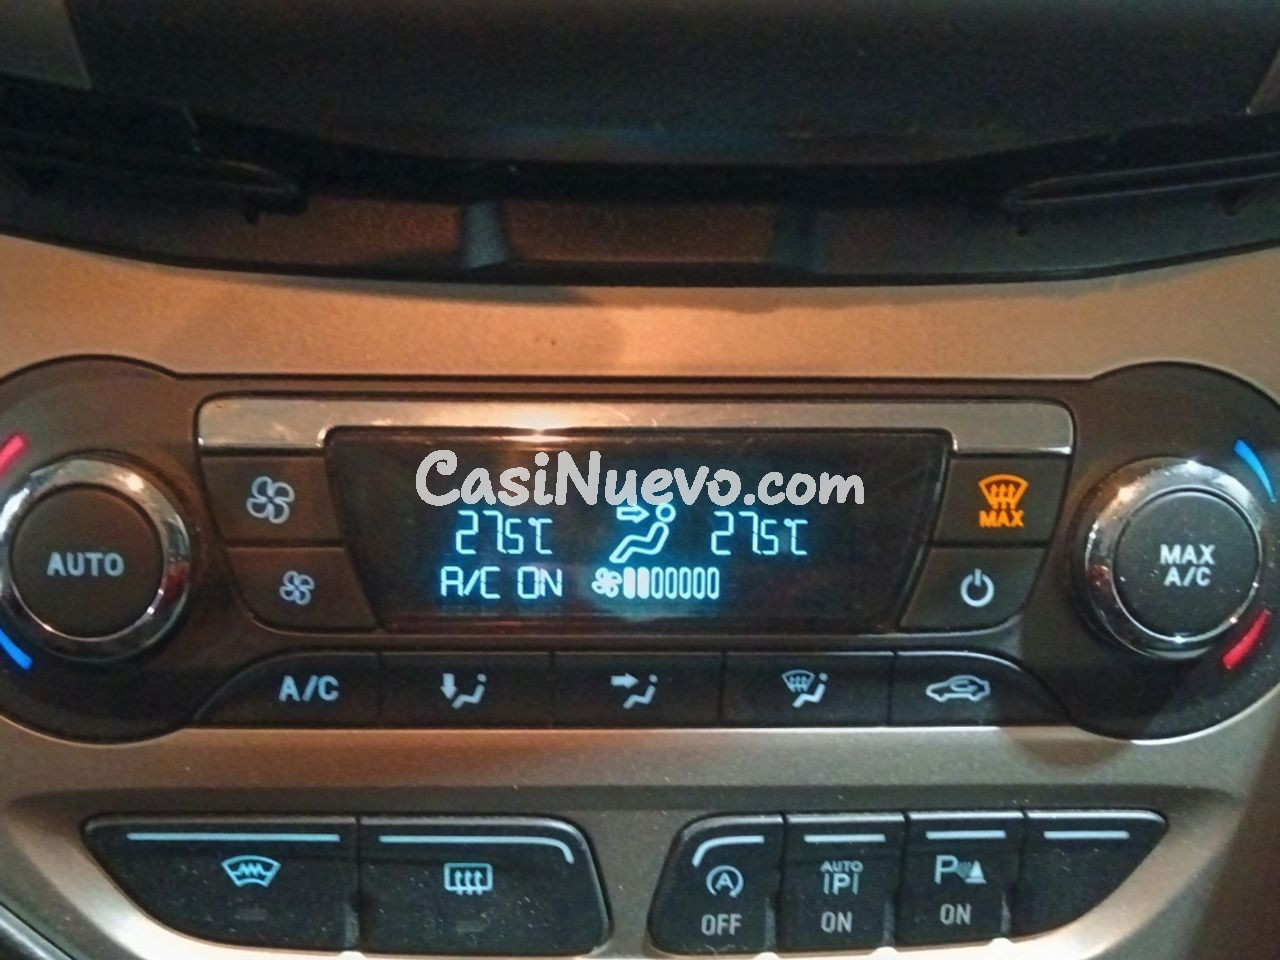 CasiNuevo.com
27.5°C 27.5°C
A/C ON
MAX
AUTO
MAX
A/C
A/C
A
OFF
AUTO
P
ON
P
ON